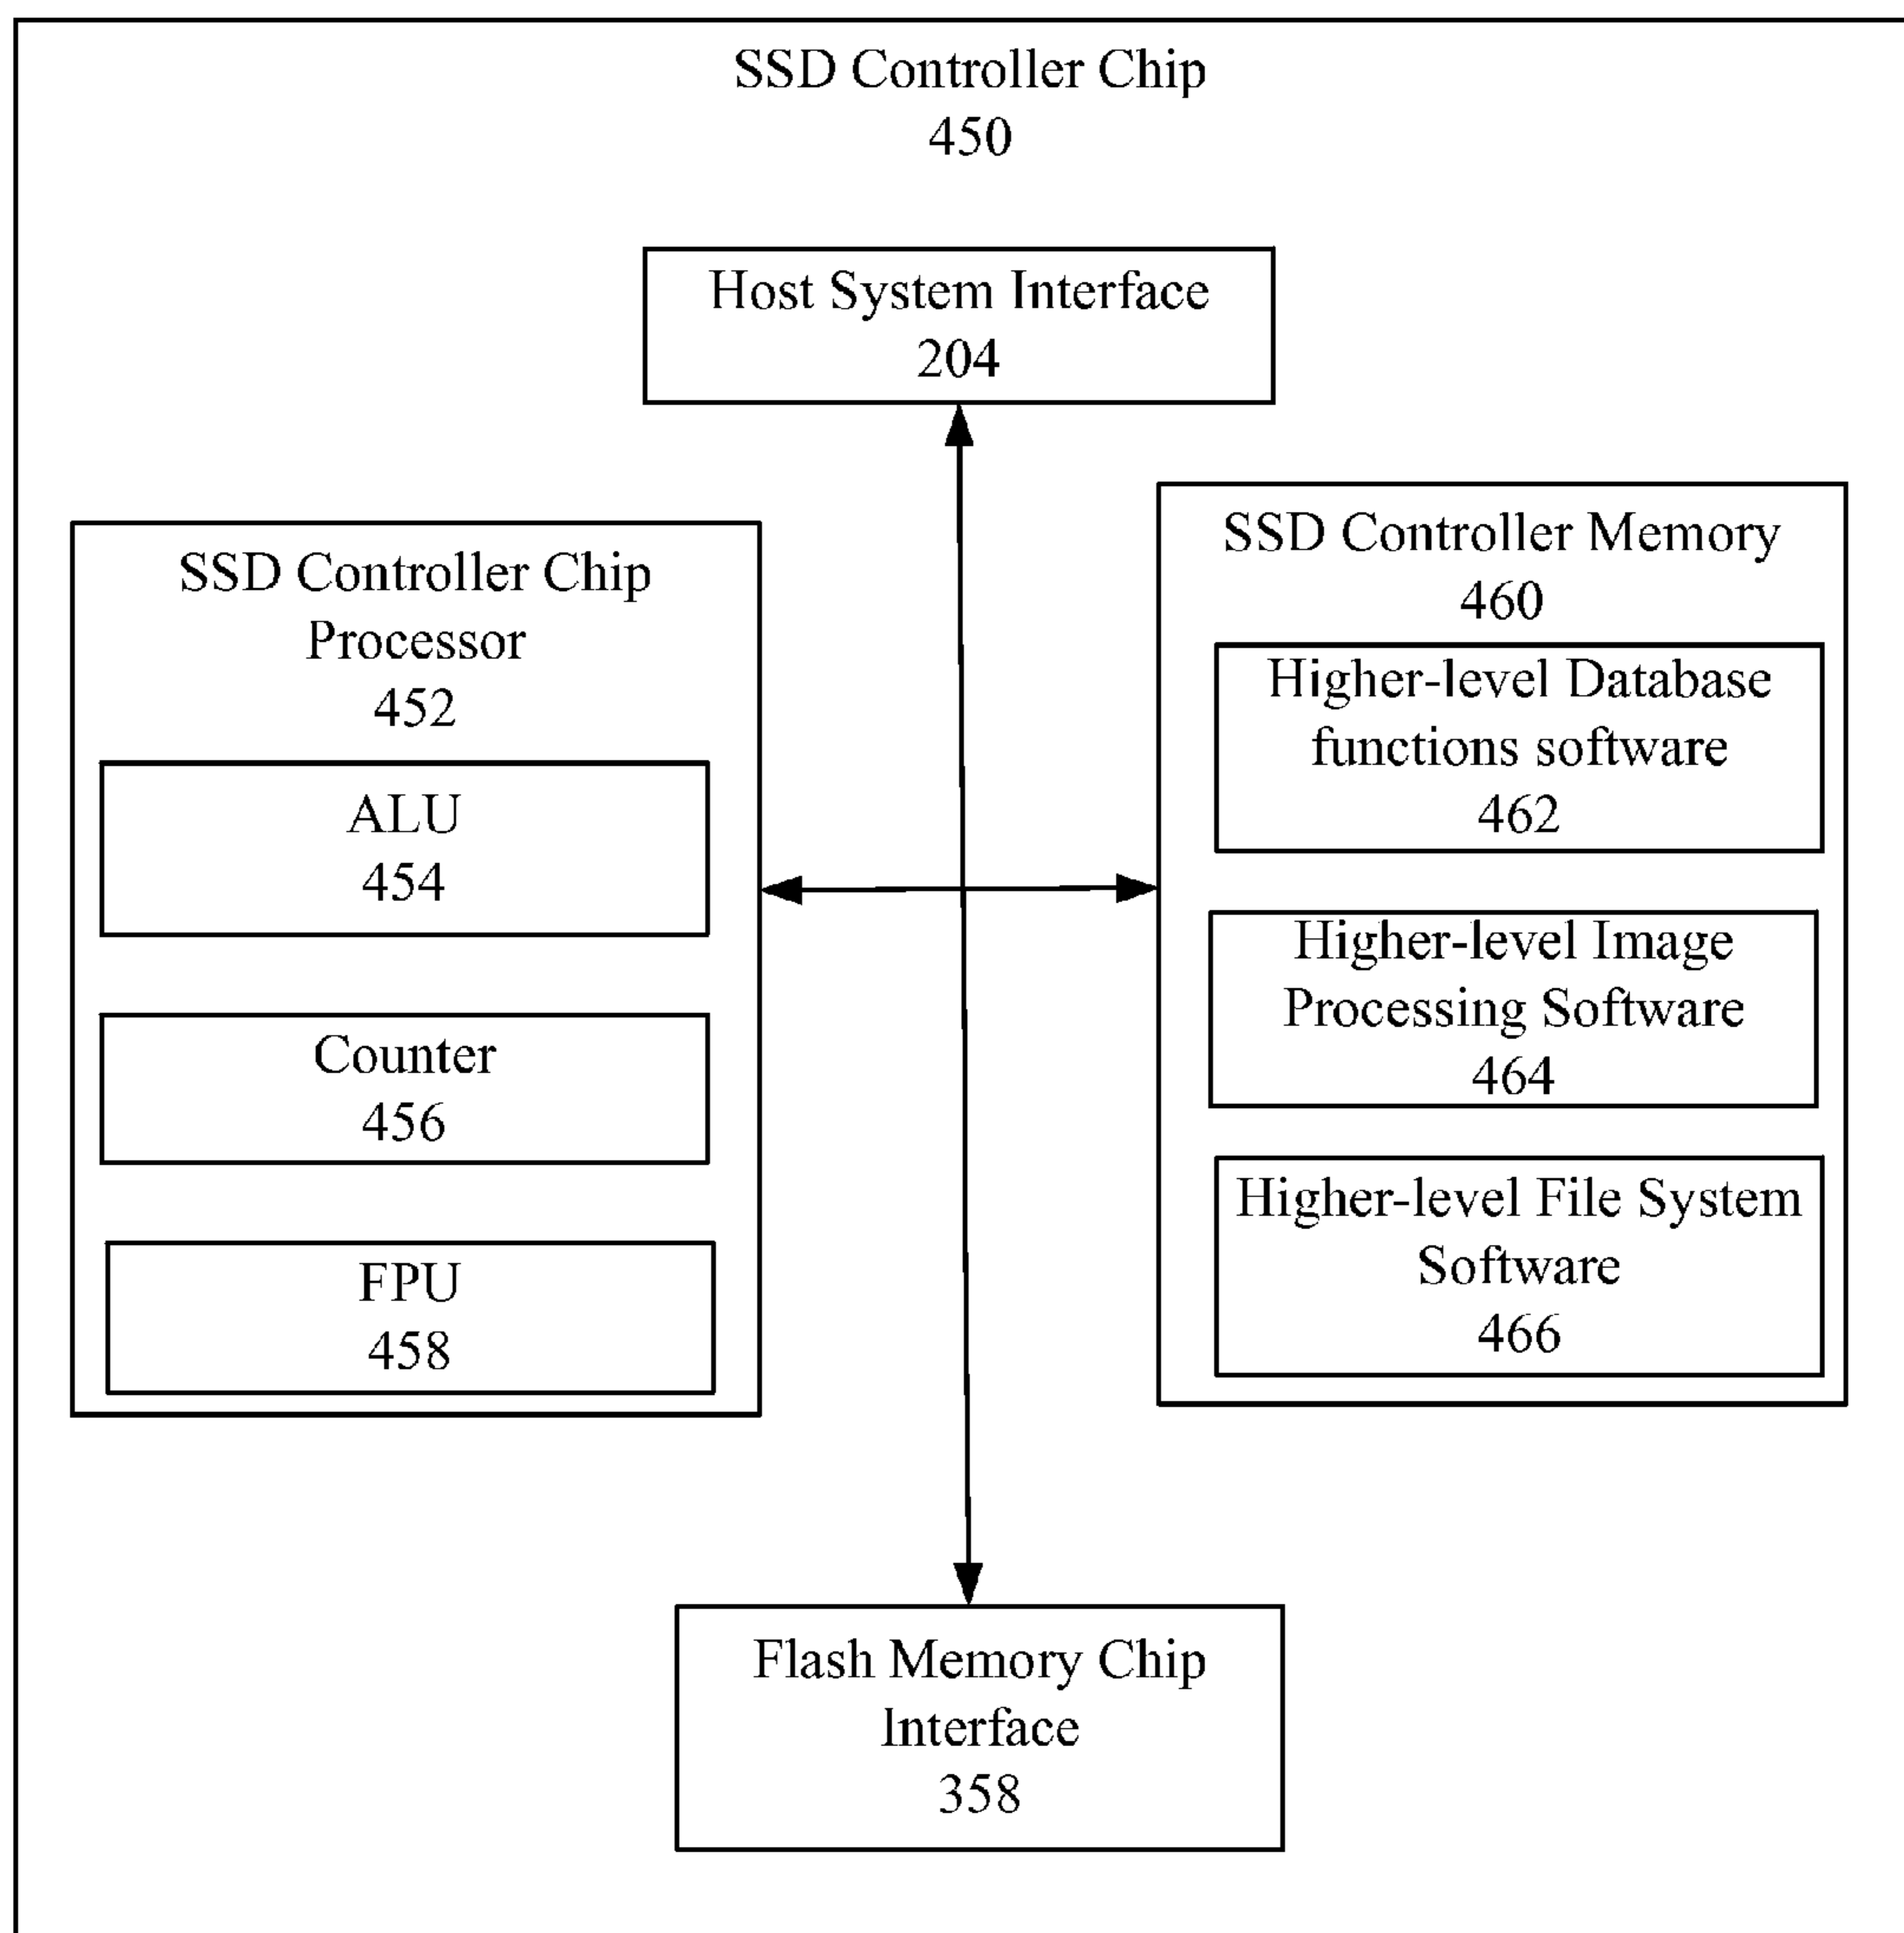 SSD Controller Chip
450
Host System Interface
204
SSD Controller Chip
Processor
452
ALU
454
Counter
456
FPU
458
SSD Controller Memory
460
Higher-level Database
functions software
462
Higher-level Image
Processing Software
464
Higher-level File System
Software
466
Flash Memory Chip
Interface
358